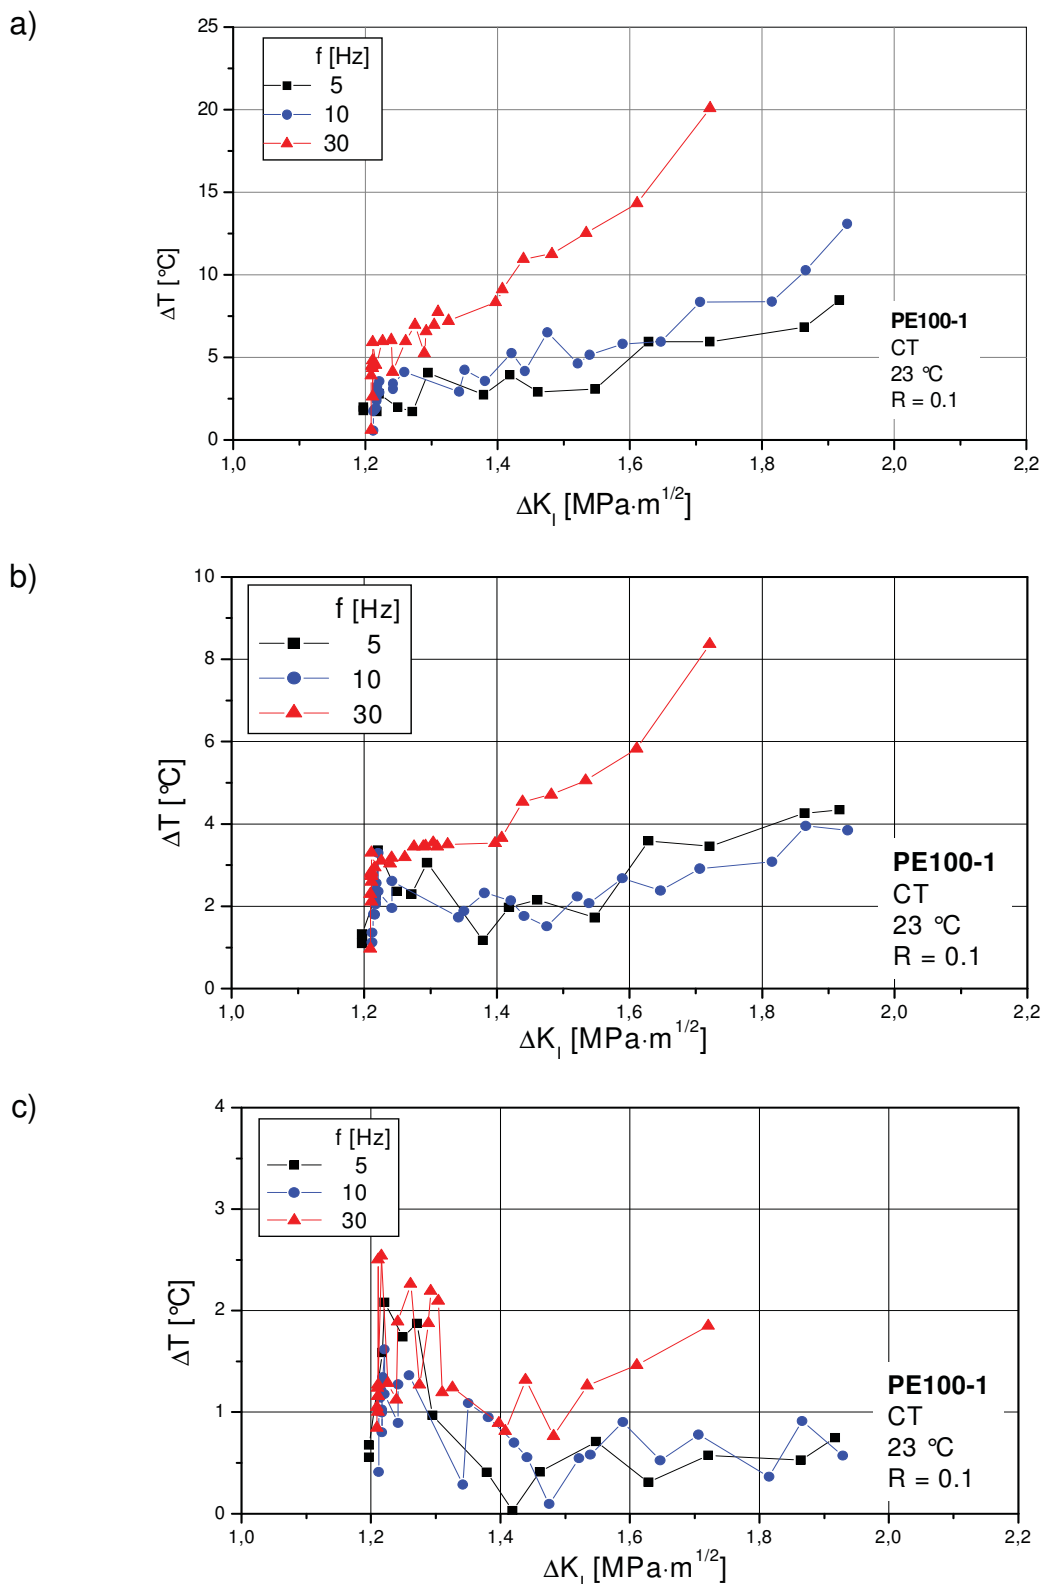 a)
25
20
15
10
5
0
ΔT [°C]
f [Hz]
5
10
30
PE100-1
CT
23 °C
R = 0.1
1,0
1,2
1,4
1,6
1,8
2,0
2,2
ΔK_I [MPa·m^1/2]
b)
10
8
6
4
2
0
ΔT [°C]
f [Hz]
5
10
30
PE100-1
CT
23 °C
R = 0.1
1,0
1,2
1,4
1,6
1,8
2,0
2,2
ΔK_I [MPa·m^1/2]
c)
4
3
2
1
0
ΔT [°C]
f [Hz]
5
10
30
PE100-1
CT
23 °C
R = 0.1
1,0
1,2
1,4
1,6
1,8
2,0
2,2
ΔK_I [MPa·m^1/2]